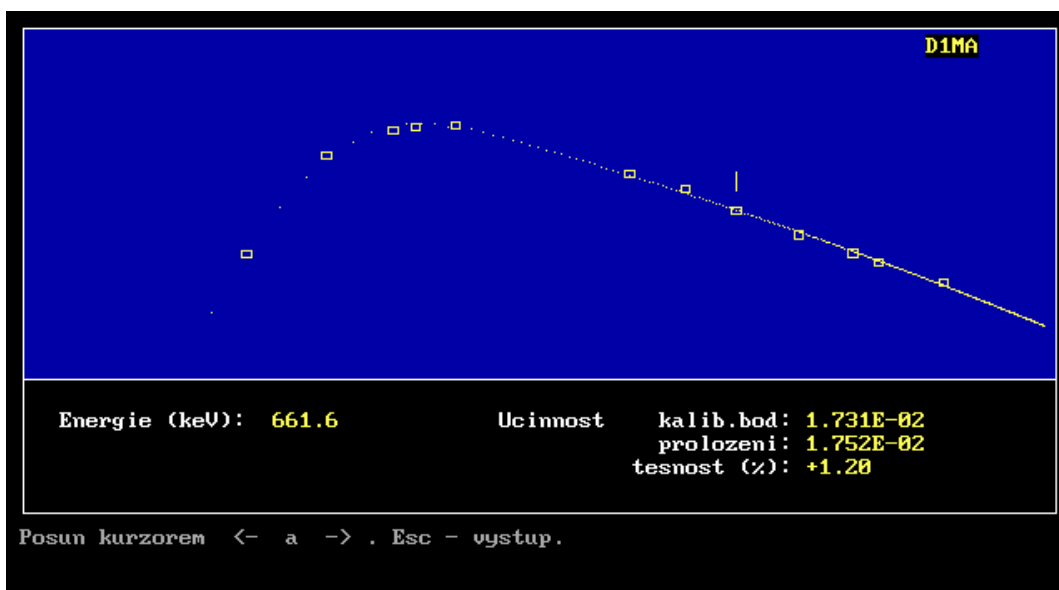 D1MA
Energie (keV): 661.6 Ucinnost kalib.bod: 1.731E-02
prolozeni: 1.752E-02
tesnost (%): +1.20
Posun kurzorem <- a -> . Esc - vystup.